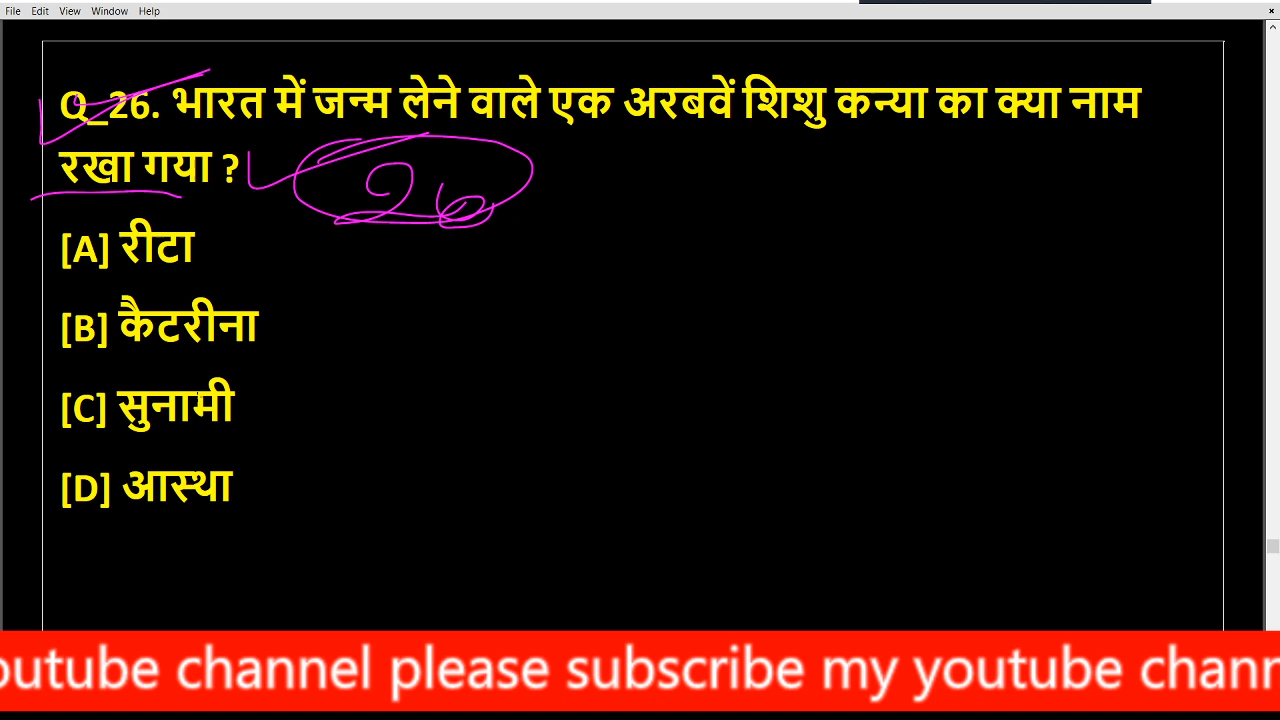 File Edit View Window Help
Q_26. भारत में जन्म लेने वाले एक अरबवें शिशु कन्या का क्या नाम
रखा गया ?
26
[A] रीटा
[B] कैटरीना
[C] सुनामी
[D] आस्था
outube channel please subscribe my youtube chann